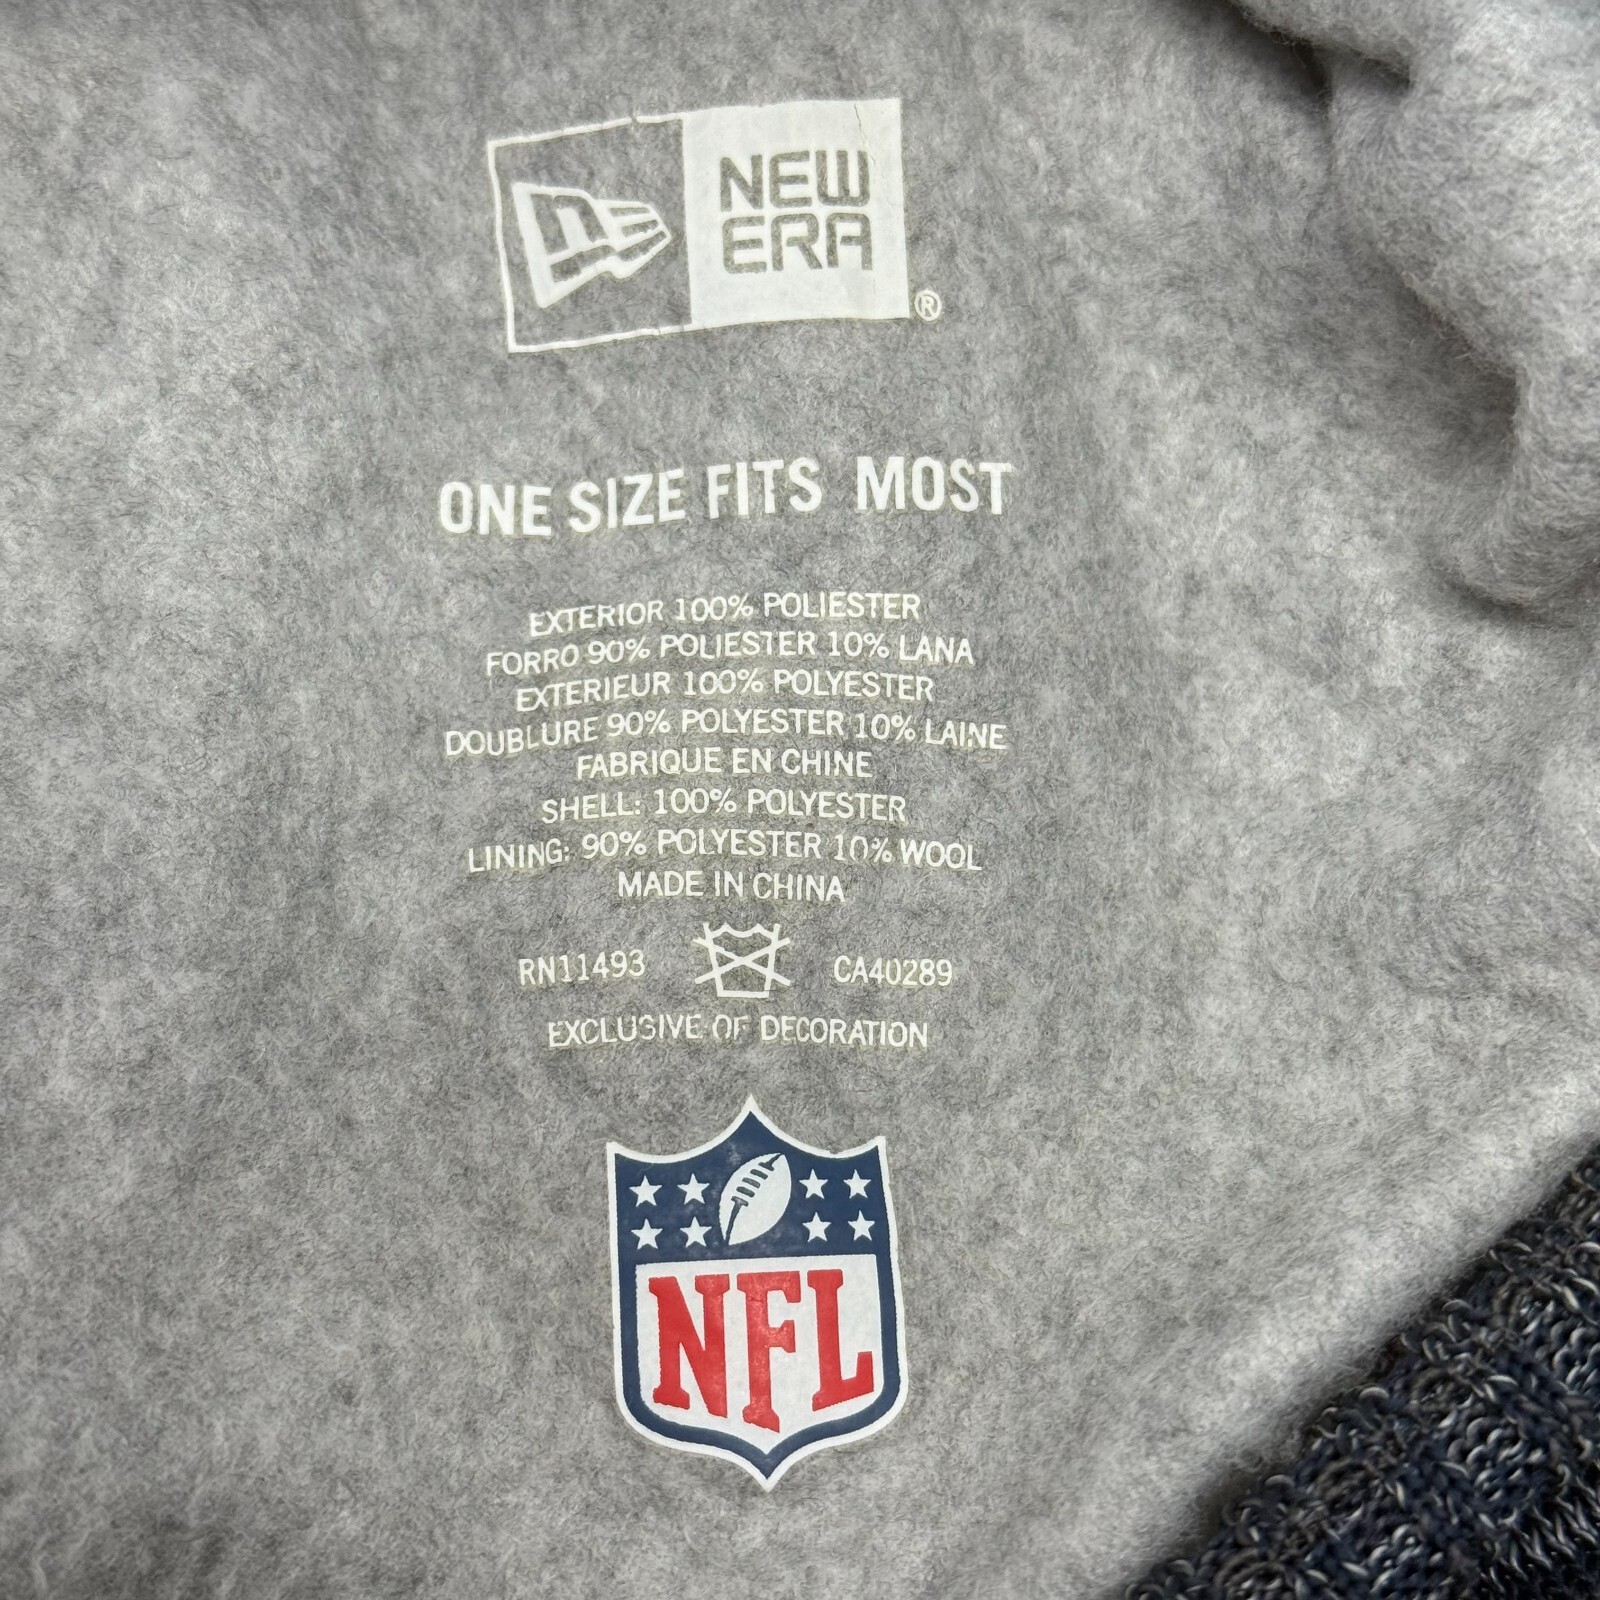 NEW
ERA
®
ONE SIZE FITS MOST
EXTERIOR 100% POLIESTER
FORRO 90% POLIESTER 10% LANA
EXTERIEUR 100% POLYESTER
DOUBLURE 90% POLYESTER 10% LAINE
FABRIQUE EN CHINE
SHELL: 100% POLYESTER
LINING: 90% POLYESTER 10% WOOL
MADE IN CHINA
RN11493 CA40289
EXCLUSIVE OF DECORATION
NFL